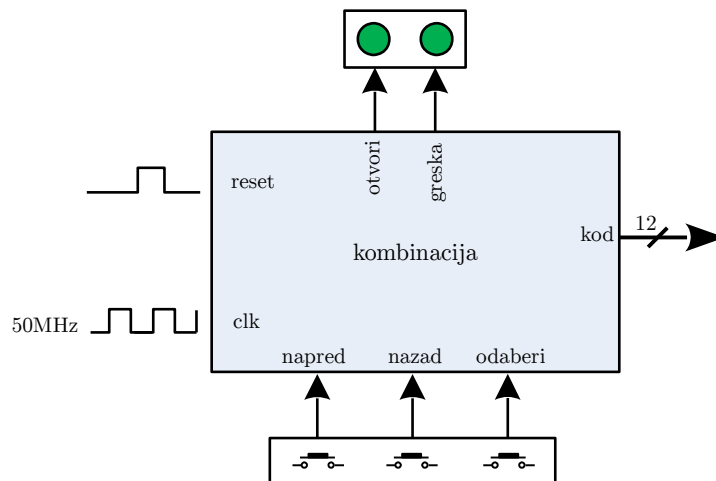 otvori
greska
reset
kod
12
kombinacija
50MHz
clk
napred nazad odaberi